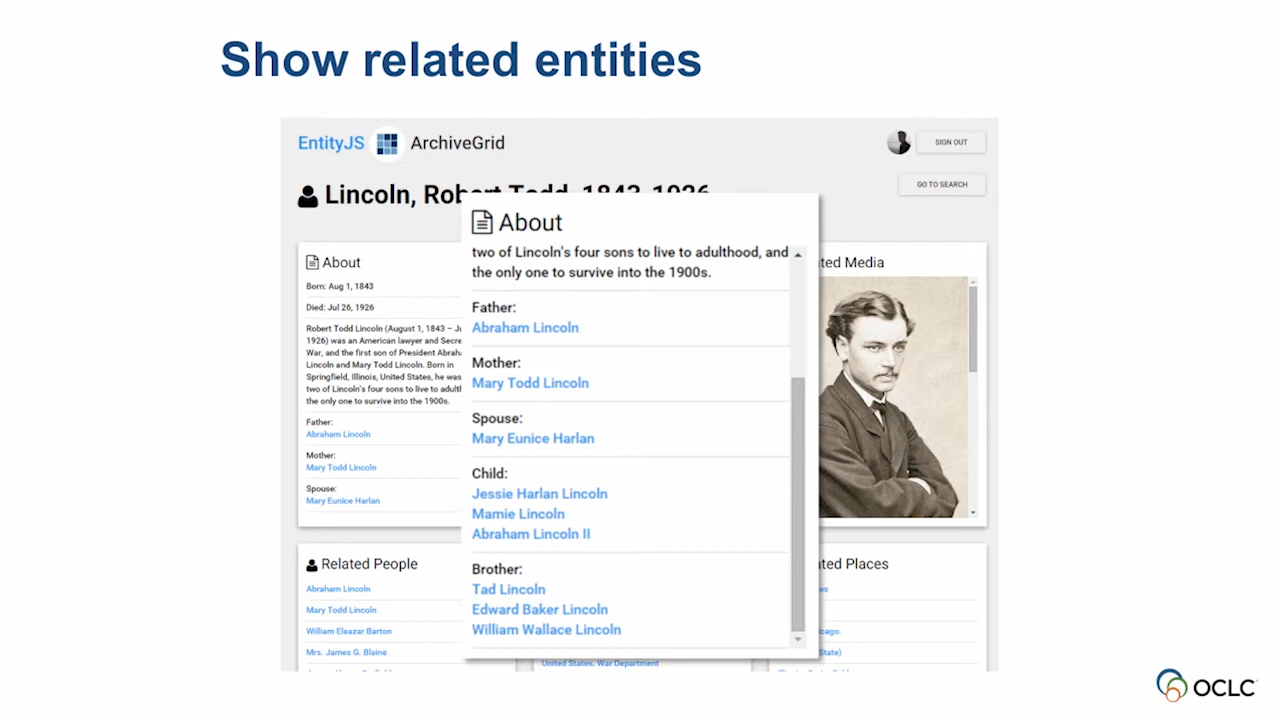 Show related entities
EntityJS ArchiveGrid
SIGN OUT
GO TO SEARCH
Lincoln, Robert Todd, 1843-1926
About
Born: Aug 1, 1843
Died: Jul 26, 1926
Robert Todd Lincoln (August 1, 1843 –
1926) was an American lawyer and
War, and the first son of President
Lincoln and Mary Todd Lincoln. Born in
Springfield, Illinois, United States, he was
two of Lincoln's four sons to live to
the only one to survive into the 1900s.
Father:
Abraham Lincoln
Mother:
Mary Todd Lincoln
Spouse:
Mary Eunice Harlan
About
two of Lincoln's four sons to live to adulthood, and
the only one to survive into the 1900s.
Father:
Abraham Lincoln
Mother:
Mary Todd Lincoln
Spouse:
Mary Eunice Harlan
Child:
Jessie Harlan Lincoln
Mamie Lincoln
Abraham Lincoln II
Brother:
Tad Lincoln
Edward Baker Lincoln
William Wallace Lincoln
Media
Related People
Abraham Lincoln
Mary Todd Lincoln
William Eleazar Barton
Mrs. James G. Blaine
United States. War Department
Places
State)
OCLC